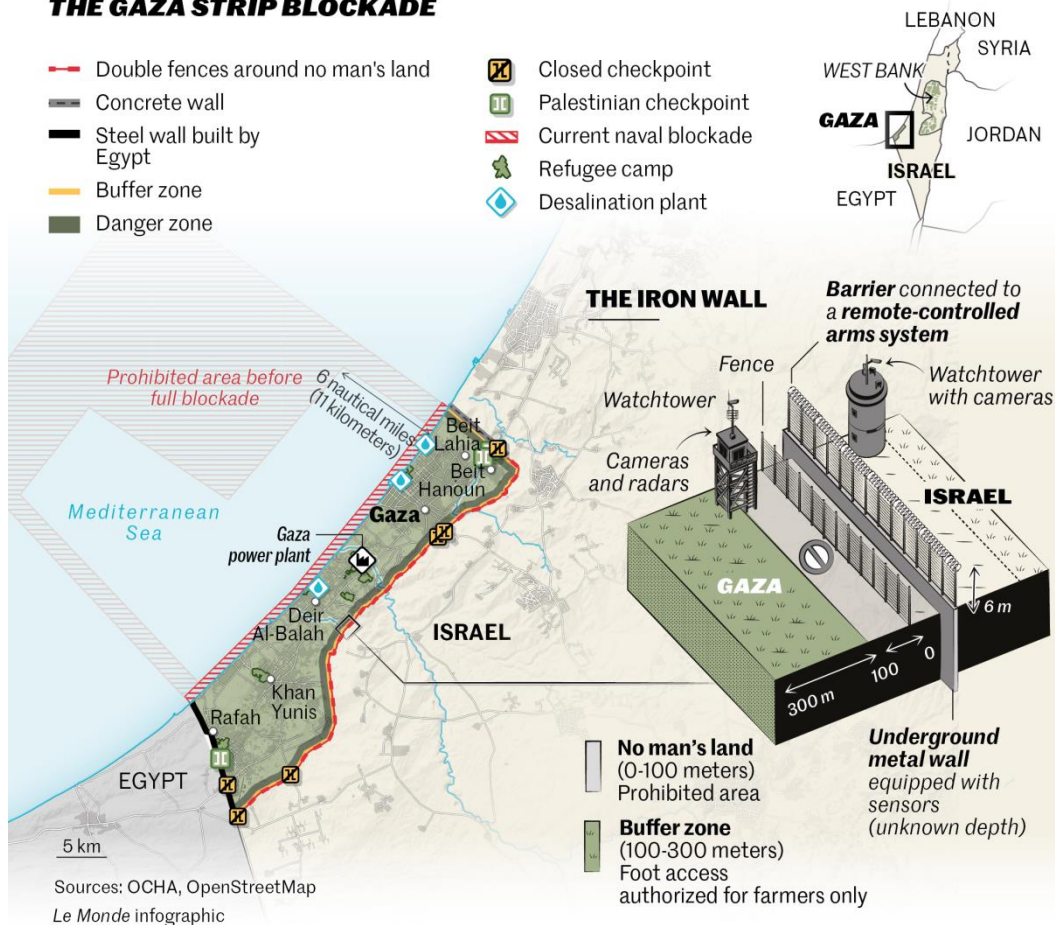 THE GAZA STRIP BLOCKADE
Double fences around no man's land
Concrete wall
Steel wall built by
Egypt
Buffer zone
Danger zone
Closed checkpoint
Palestinian checkpoint
Current naval blockade
Refugee camp
Desalination plant
LEBANON
SYRIA
WEST BANK
GAZA
JORDAN
ISRAEL
EGYPT
Prohibited area before
full blockade
6 nautical miles
(11 kilometers)
Mediterranean
Sea
Beit
Lahia
Beit
Hanoun
Gaza
Gaza
power plant
Deir
Al-Balah
ISRAEL
Khan
Yunis
Rafah
EGYPT
5 km
THE IRON WALL
Barrier connected to
a remote-controlled
arms system
Fence
Watchtower
Watchtower
with cameras
Cameras
and radars
ISRAEL
GAZA
6 m
300 m
100
0
Underground
metal wall
equipped with
sensors
(unknown depth)
No man’s land
(0-100 meters)
Prohibited area
Buffer zone
(100-300 meters)
Foot access
authorized for farmers only
Sources: OCHA, OpenStreetMap
Le Monde infographic